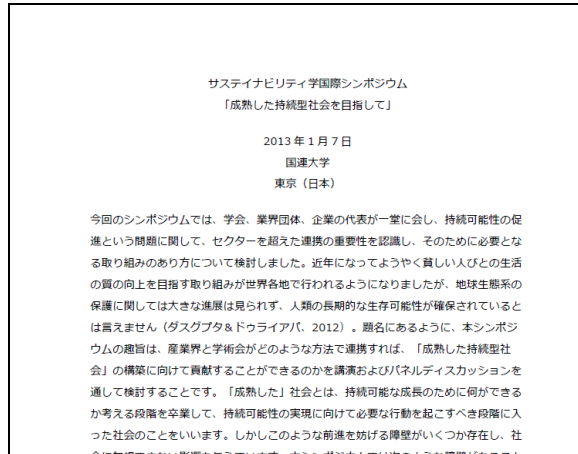 サステイナビリティ学国際シンポジウム
「成熟した持続型社会を目指して」
2013 年 1 月 7 日
国連大学
東京（日本）
今回のシンポジウムでは、学会、業界団体、企業の代表が一堂に会し、持続可能性の促
進という問題に関して、セクターを超えた連携の重要性を認識し、そのために必要とな
る取り組みのあり方について検討しました。近年になってようやく貧しい人びとの生活
の質の向上を目指す取り組みが世界各地で行われるようになりましたが、地球生態系の
保護に関しては大きな進展は見られず、人類の長期的な生存可能性が確保されていると
は言えません（ダスグプタ＆ドゥライアパ、2012）。題名にあるように、本シンポジ
ウムの趣旨は、産業界と学術会がどのような方法で連携すれば、「成熟した持続型社
会」の構築に向けて貢献することができるのかを講演およびパネルディスカッションを
通して検討することです。「成熟した」社会とは、持続可能な成長のために何ができる
か考える段階を卒業して、持続可能性の実現に向けて必要な行動を起こすべき段階に入
った社会のことをいいます。しかしこのような前進を妨げる障壁がいくつか存在し、社